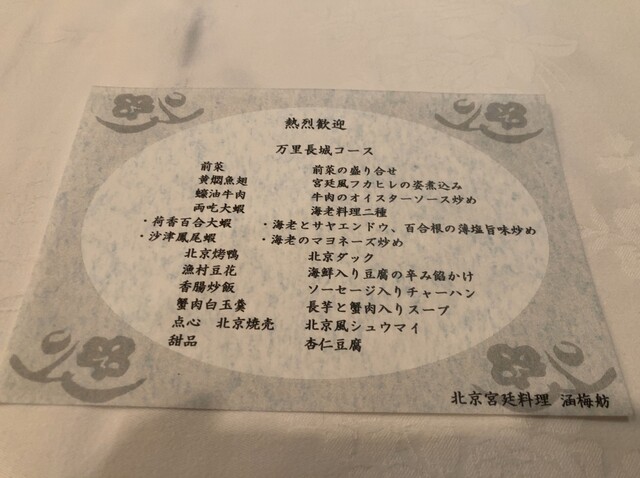 熱烈歓迎
万里長城コース
前菜 前菜の盛り合せ
黄燜魚翅 宮廷風フカヒレの姿煮込み
蠔油牛肉 牛肉のオイスターソース炒め
両吃大蝦 海老料理二種
・荷香百合大蝦 ・海老とサヤエンドウ、百合根の薄塩旨味炒め
・沙津鳳尾蝦 ・海老のマヨネーズ炒め
北京烤鴨 北京ダック
漁村豆花 海鮮入り豆腐の辛み餡かけ
香腸炒飯 ソーセージ入りチャーハン
蟹肉白玉羹 長芋と蟹肉入りスープ
点心 北京焼売 北京風シュウマイ
甜品 杏仁豆腐
北京宮廷料理 涵梅舫